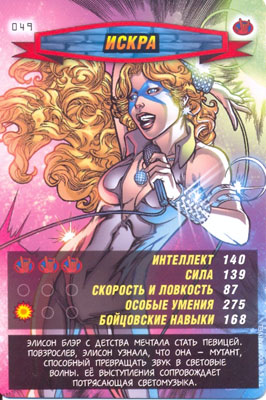 049
ИСКРА
ИНТЕЛЛЕКТ 140
СИЛА 139
СКОРОСТЬ И ЛОВКОСТЬ 87
ОСОБЫЕ УМЕНИЯ 275
БОЙЦОВСКИЕ НАВЫКИ 168
ЭЛИСОН БЛЭР С ДЕТСТВА МЕЧТАЛА СТАТЬ ПЕВИЦЕЙ.
ПОВЗРОСЛЕВ, ЭЛИСОН УЗНАЛА, ЧТО ОНА – МУТАНТ,
СПОСОБНЫЙ ПРЕВРАЩАТЬ ЗВУК В СВЕТОВЫЕ
ВОЛНЫ. ЕЁ ВЫСТУПЛЕНИЯ СОПРОВОЖДАЕТ
ПОТРЯСАЮЩАЯ СВЕТОМУЗЫКА.